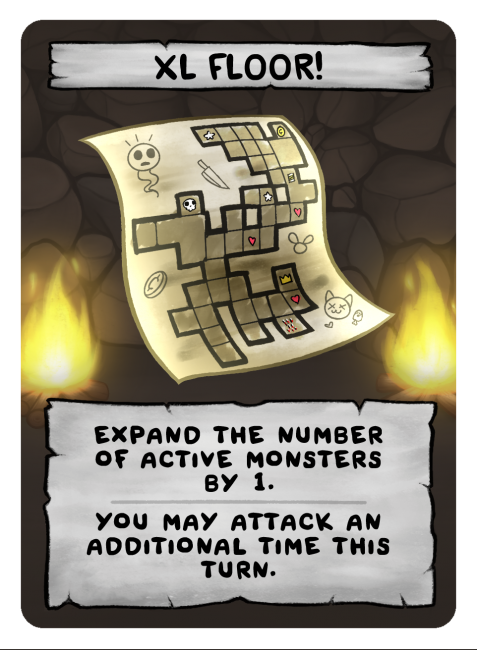 XL FLOOR!
EXPAND THE NUMBER
OF ACTIVE MONSTERS
BY 1.
YOU MAY ATTACK AN
ADDITIONAL TIME THIS
TURN.